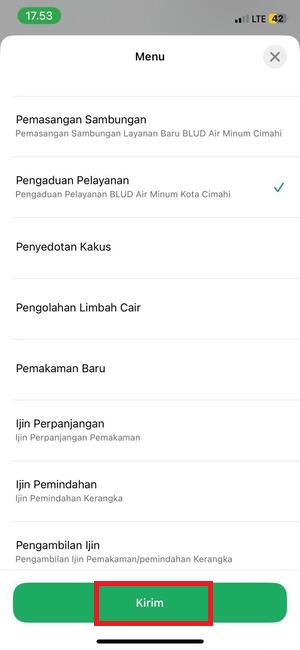 17.53
LTE 42
Menu
Pemasangan Sambungan
Pemasangan Sambungan Layanan Baru BLUD Air Minum Cimahi
Pengaduan Pelayanan
Pengaduan Pelayanan BLUD Air Minum Kota Cimahi
Penyedotan Kakus
Pengolahan Limbah Cair
Pemakaman Baru
Ijin Perpanjangan
Ijin Perpanjangan Pemakaman
Ijin Pemindahan
Ijin Pemindahan Kerangka
Pengambilan Ijin
Pengambilan Ijin Pemakaman/pemindahan Kerangka
Kirim